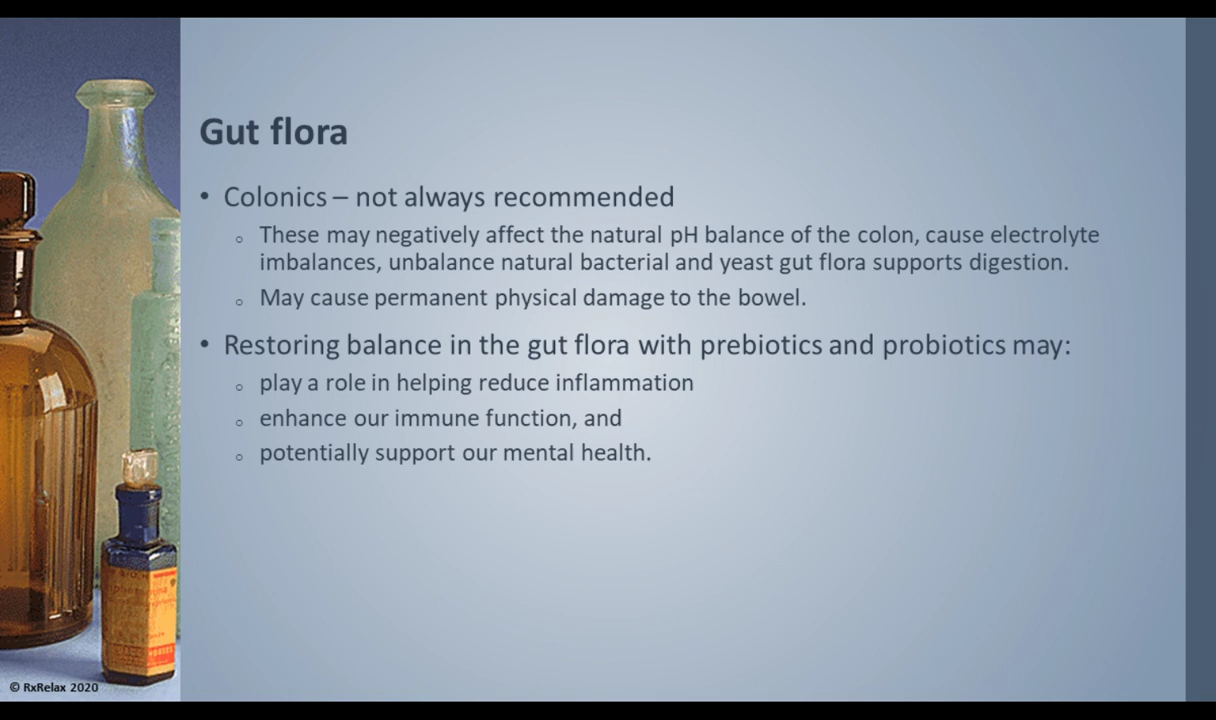 Gut flora
• Colonics – not always recommended
○ These may negatively affect the natural pH balance of the colon, cause electrolyte
imbalances, unbalance natural bacterial and yeast gut flora supports digestion.
○ May cause permanent physical damage to the bowel.
• Restoring balance in the gut flora with prebiotics and probiotics may:
○ play a role in helping reduce inflammation
○ enhance our immune function, and
○ potentially support our mental health.
© RxRelax 2020